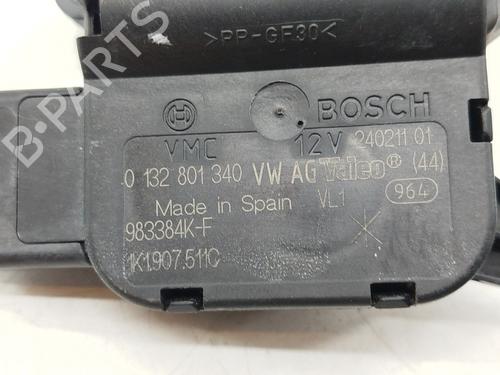 >PP-GF30<
BOSCH
VMC 12V 240211 01
0 132 801 340 VW AG Valeo® (44)
Made in Spain VL1 964
983384K-F
1K1.907.511C
B-PARTS